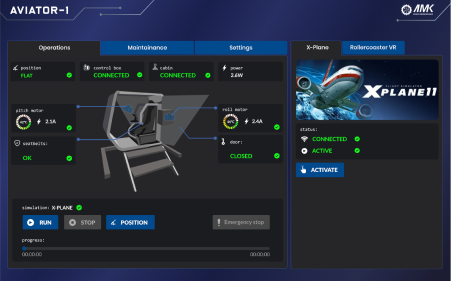 AVIATOR-1
AMK
Operations
Maintainance
Settings
X-Plane
Rollercoaster VR
position
FLAT
control box
CONNECTED
cable
CONNECTED
power
2.6W
pitch motor
2.1A
roll motor
2.4A
seatbelts:
OK
door:
CLOSED
X PLANE 11
status:
CONNECTED
ACTIVE
ACTIVATE
simulation: X-PLANE
RUN
STOP
POSITION
Emergency stop
progress:
00:00:00
00:00:00